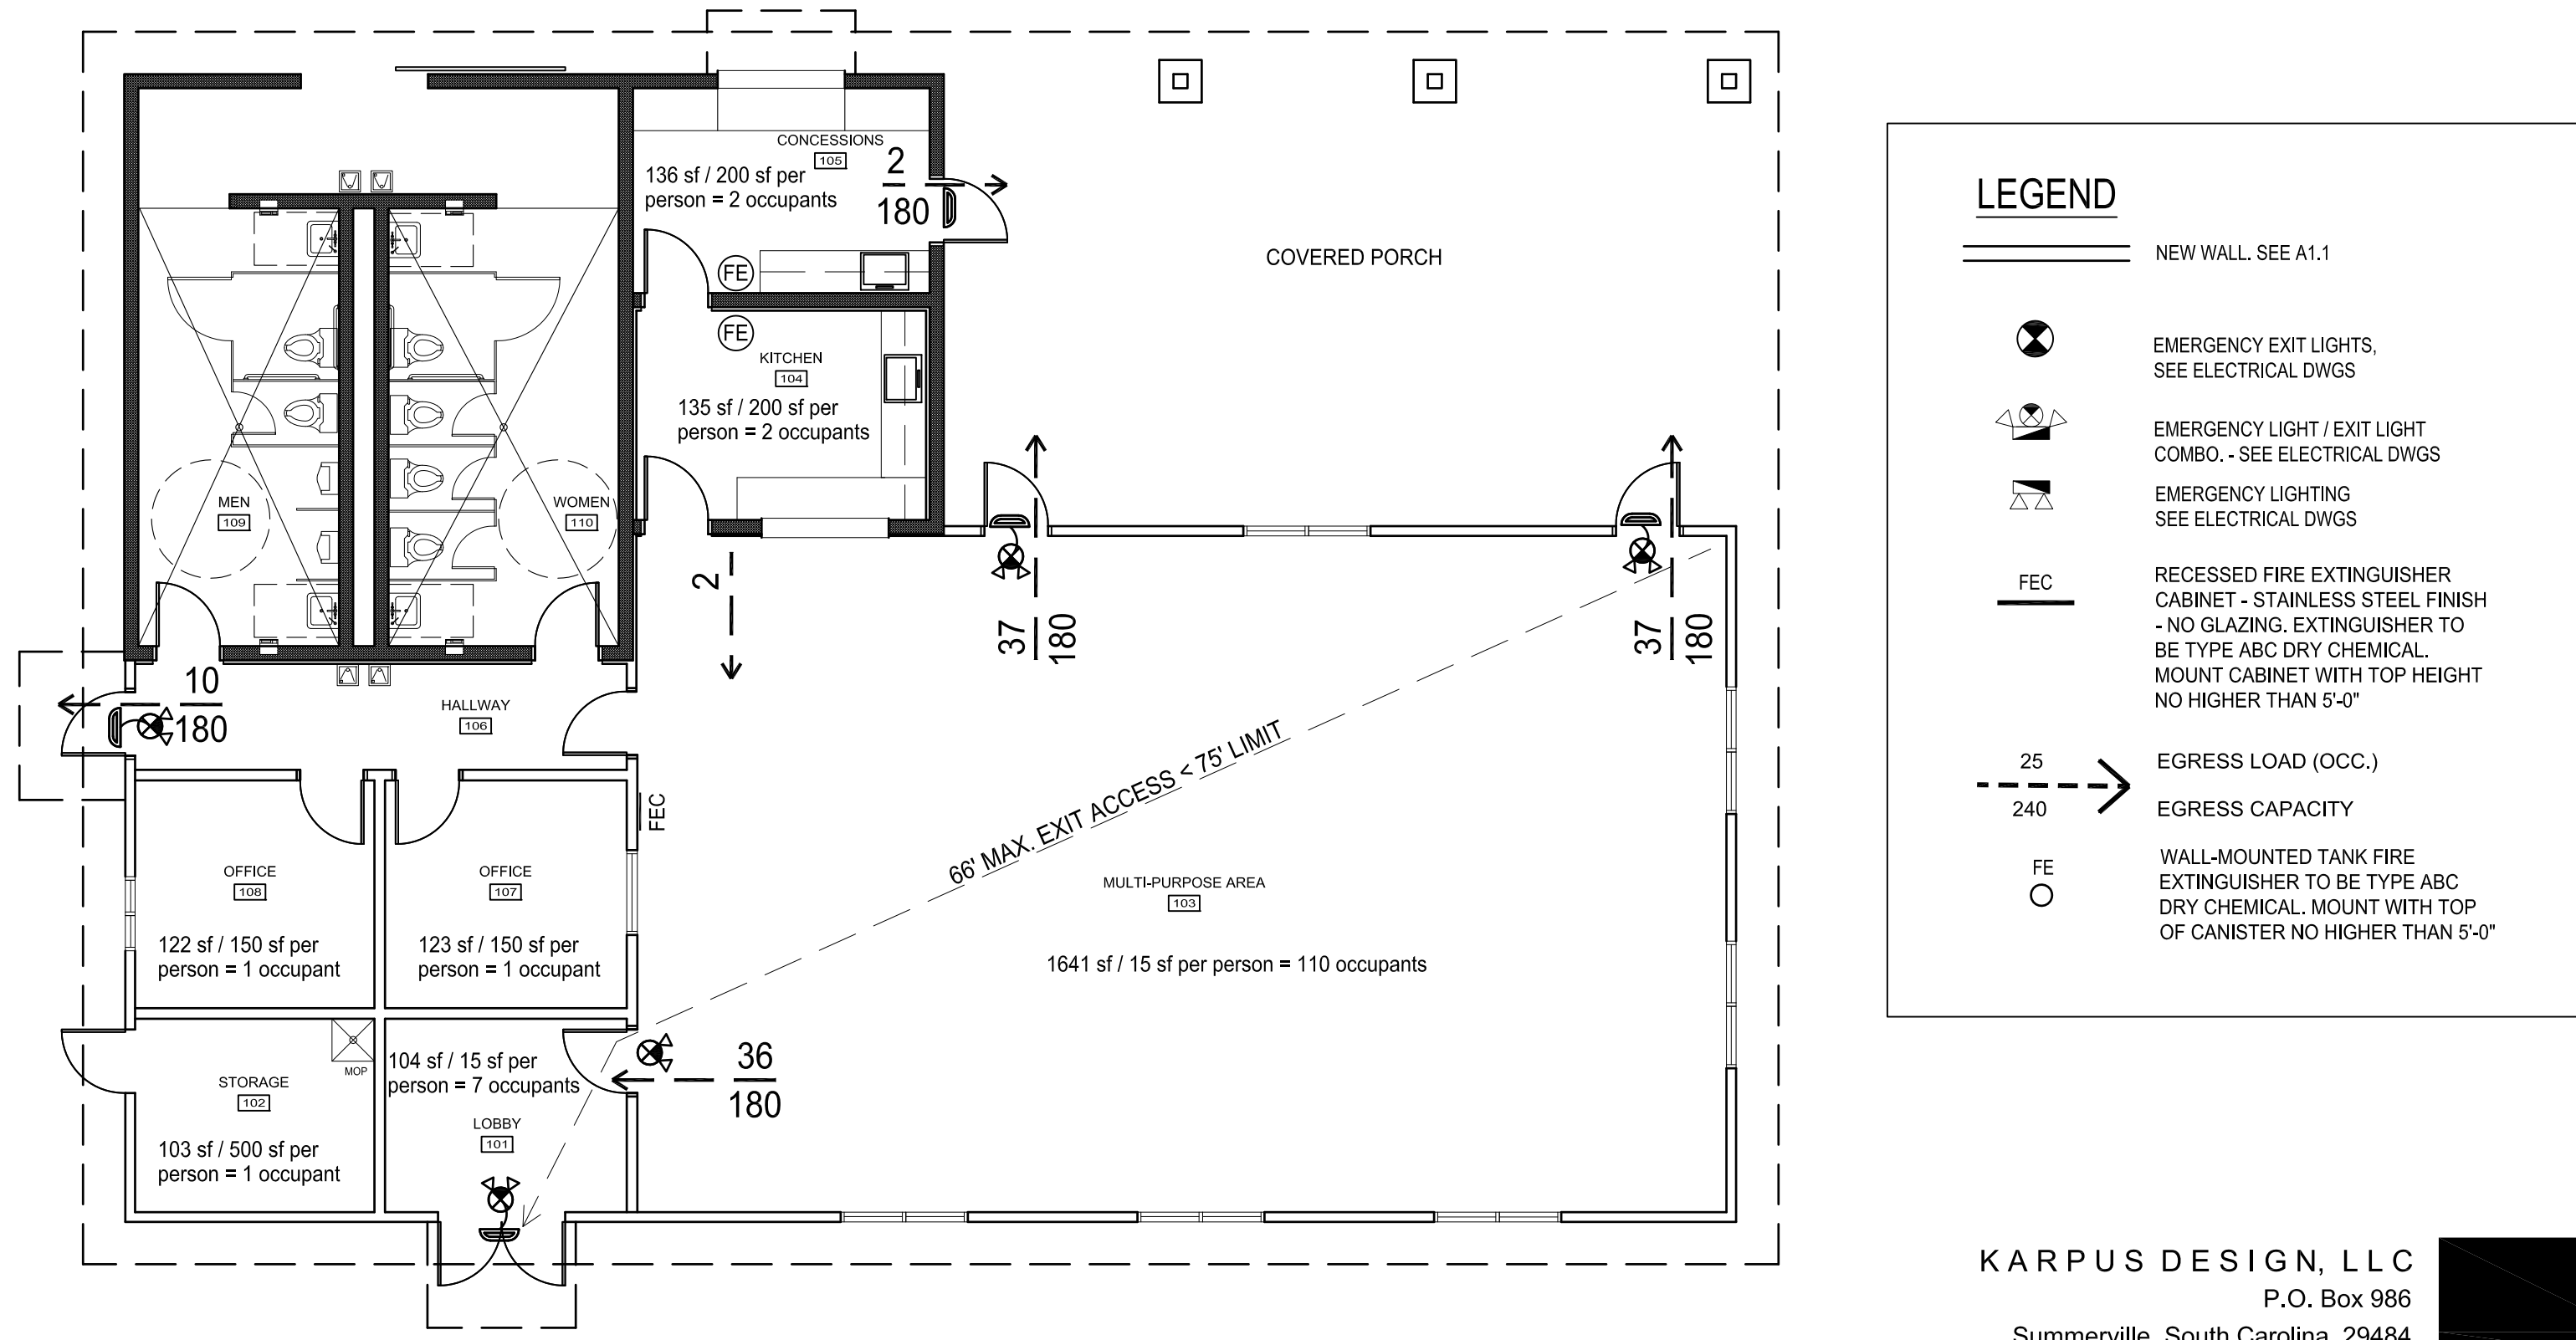 CONCESSIONS
105
136 sf / 200 sf per
person = 2 occupants
2
180
FE
FE
KITCHEN
104
135 sf / 200 sf per
person = 2 occupants
COVERED PORCH
MEN
109
WOMEN
110
2
37
180
37
180
10
180
HALLWAY
106
FEC
66' MAX. EXIT ACCESS < 75' LIMIT
OFFICE
108
122 sf / 150 sf per
person = 1 occupant
OFFICE
107
123 sf / 150 sf per
person = 1 occupant
MULTI-PURPOSE AREA
103
1641 sf / 15 sf per person = 110 occupants
STORAGE
102
103 sf / 500 sf per
person = 1 occupant
MOP
104 sf / 15 sf per
person = 7 occupants
LOBBY
101
36
180
LEGEND
NEW WALL. SEE A1.1
EMERGENCY EXIT LIGHTS,
SEE ELECTRICAL DWGS
EMERGENCY LIGHT / EXIT LIGHT
COMBO. - SEE ELECTRICAL DWGS
EMERGENCY LIGHTING
SEE ELECTRICAL DWGS
FEC
RECESSED FIRE EXTINGUISHER
CABINET - STAINLESS STEEL FINISH
- NO GLAZING. EXTINGUISHER TO
BE TYPE ABC DRY CHEMICAL.
MOUNT CABINET WITH TOP HEIGHT
NO HIGHER THAN 5'-0"
25
EGRESS LOAD (OCC.)
240
EGRESS CAPACITY
FE
WALL-MOUNTED TANK FIRE
EXTINGUISHER TO BE TYPE ABC
DRY CHEMICAL. MOUNT WITH TOP
OF CANISTER NO HIGHER THAN 5'-0"
KARPUS DESIGN, LLC
P.O. Box 986
Summerville, South Carolina 29484